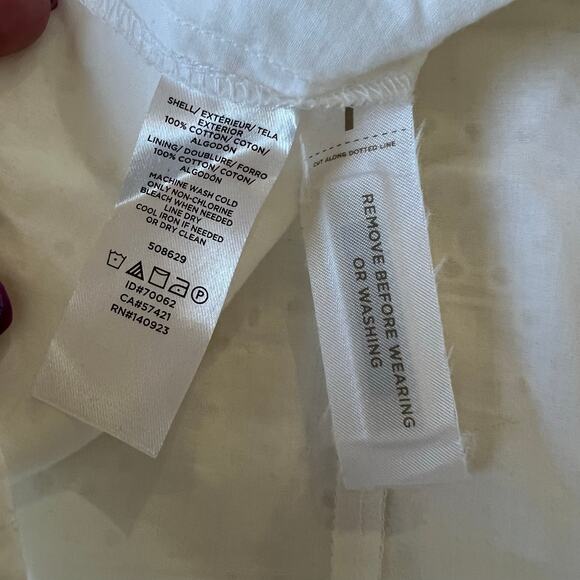 SHELL/ EXTÉRIEUR/ TELA
EXTERIOR
100% COTTON/ COTON/
ALGODÓN
LINING/ DOUBLURE/ FORRO
100% COTTON/ COTON/
ALGODÓN
MACHINE WASH COLD
ONLY NON-CHLORINE
BLEACH WHEN NEEDED
LINE DRY
COOL IRON IF NEEDED
OR DRY CLEAN
508629
P
ID#70062
CA#57421
RN#140923
CUT ALONG DOTTED LINE
REMOVE BEFORE WEARING
OR WASHING